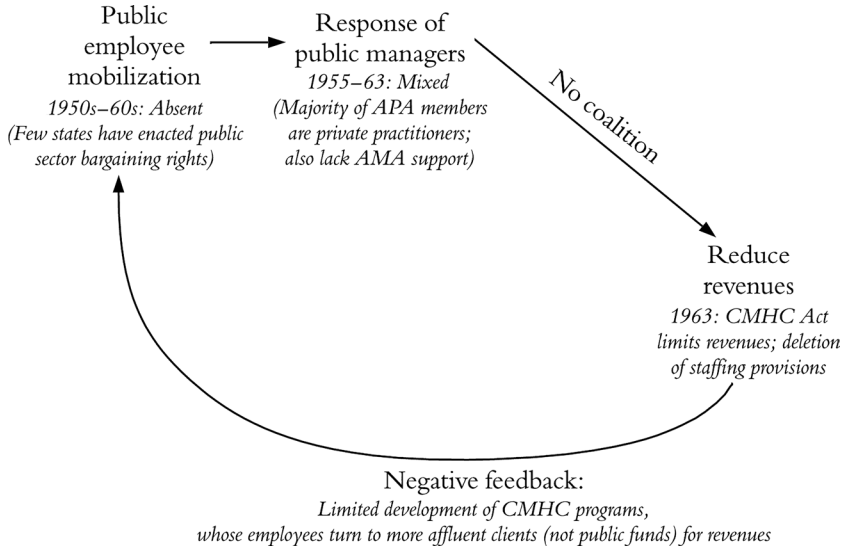 Public
employee
mobilization
1950s–60s: Absent
(Few states have enacted public
sector bargaining rights)
Response of
public managers
1955–63: Mixed
(Majority of APA members
are private practitioners;
also lack AMA support)
No coalition
Reduce
revenues
1963: CMHC Act
limits revenues; deletion
of staffing provisions
Negative feedback:
Limited development of CMHC programs,
whose employees turn to more affluent clients (not public funds) for revenues